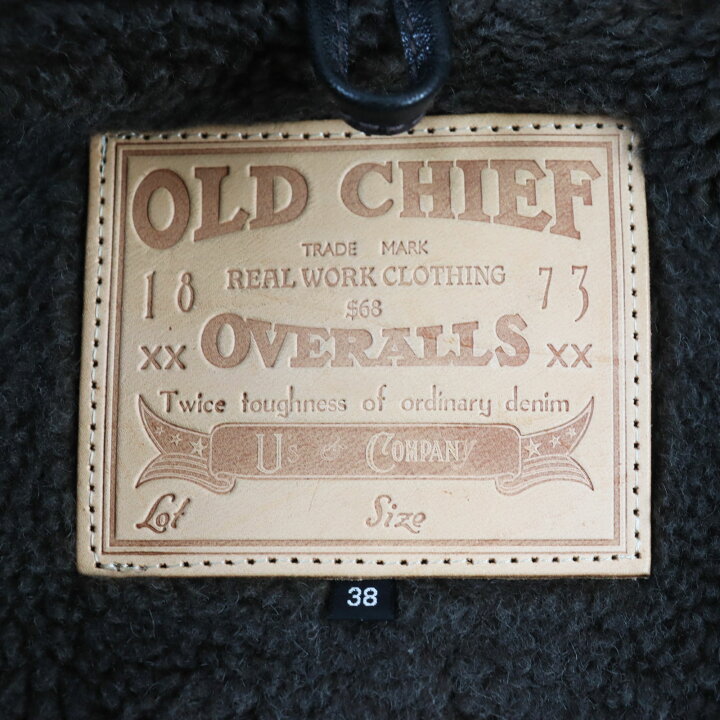 OLD CHIEF
TRADE MARK
18 REAL WORK CLOTHING 73
$68
XX OVERALLS XX
Twice toughness of ordinary denim
US & COMPANY
Lot Size
38